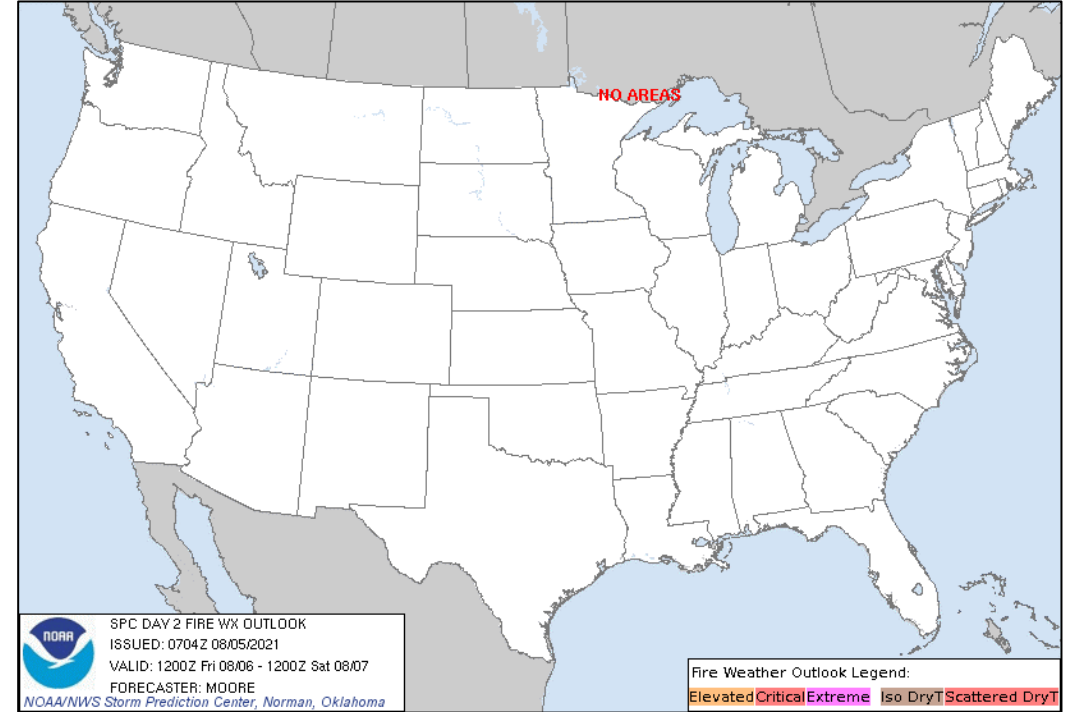 NO AREAS
NOAA
SPC DAY 2 FIRE WX OUTLOOK
ISSUED: 0704Z 08/05/2021
VALID: 1200Z Fri 08/06 - 1200Z Sat 08/07
FORECASTER: MOORE
NOAA/NWS Storm Prediction Center, Norman, Oklahoma
Fire Weather Outlook Legend:
Elevated Critical Extreme Iso DryT Scattered DryT